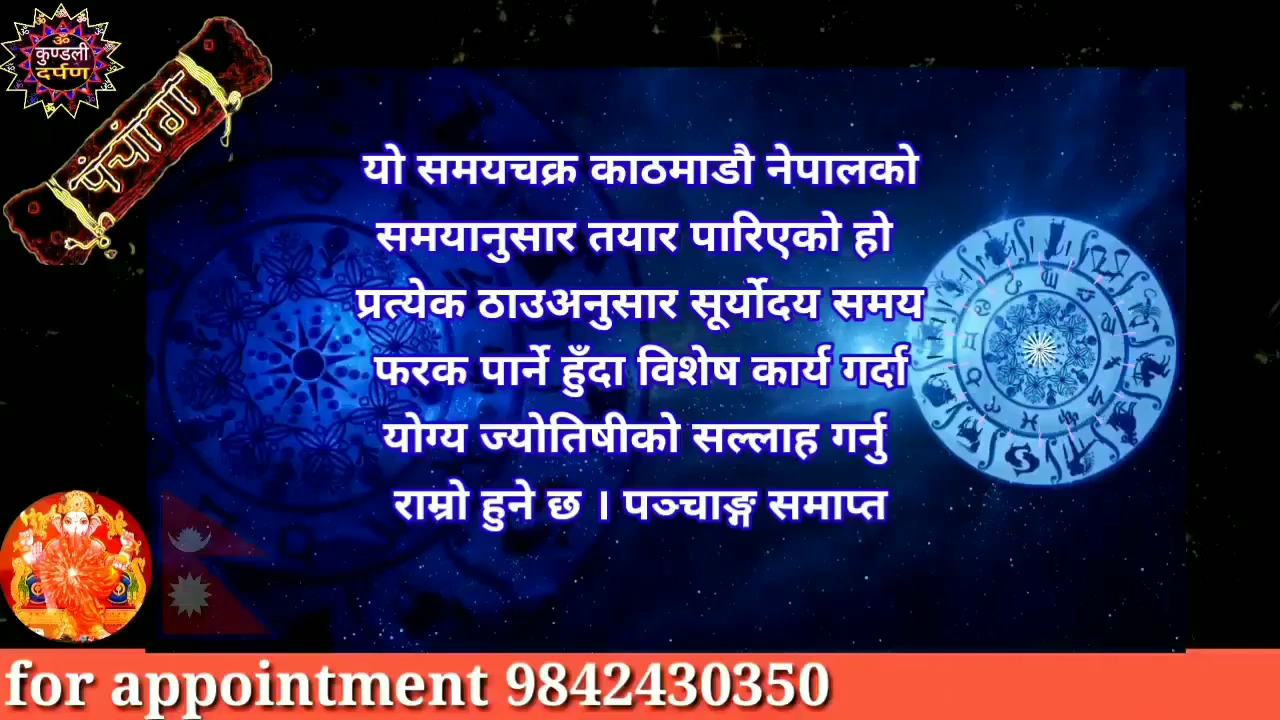 ॐ
कुण्डली
दर्पण
पंचांग
यो समयचक्र काठमाडौ नेपालको
समयानुसार तयार पारिएको हो
प्रत्येक ठाउअनुसार सूर्योदय समय
फरक पार्ने हुँदा विशेष कार्य गर्दा
योग्य ज्योतिषीको सल्लाह गर्नु
राम्रो हुने छ । पञ्चाङ्ग समाप्त
for appointment 9842430350